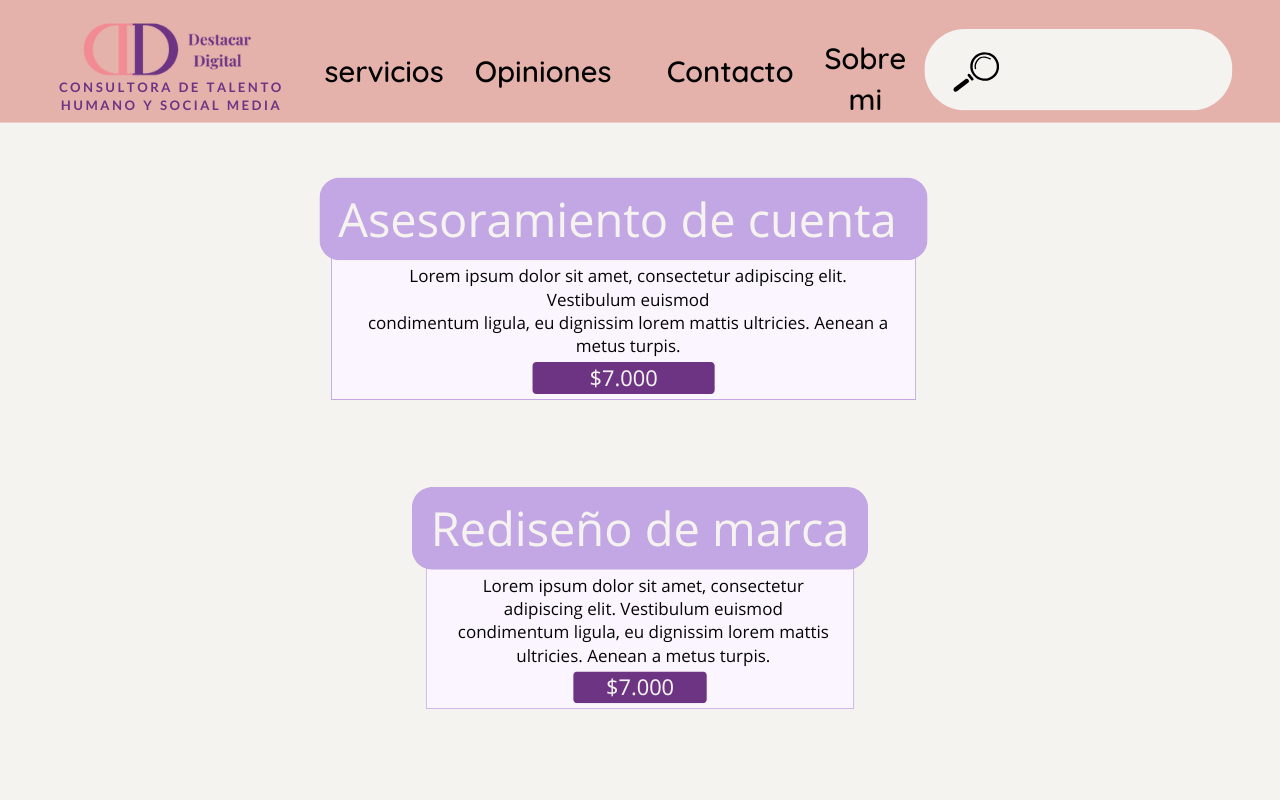 Destacar
Digital
CONSULTORA DE TALENTO
HUMANO Y SOCIAL MEDIA
servicios
Opiniones
Contacto
Sobre
mi
Asesoramiento de cuenta
Lorem ipsum dolor sit amet, consectetur adipiscing elit.
Vestibulum euismod
condimentum ligula, eu dignissim lorem mattis ultricies. Aenean a
metus turpis.
$7.000
Rediseño de marca
Lorem ipsum dolor sit amet, consectetur
adipiscing elit. Vestibulum euismod
condimentum ligula, eu dignissim lorem mattis
ultricies. Aenean a metus turpis.
$7.000